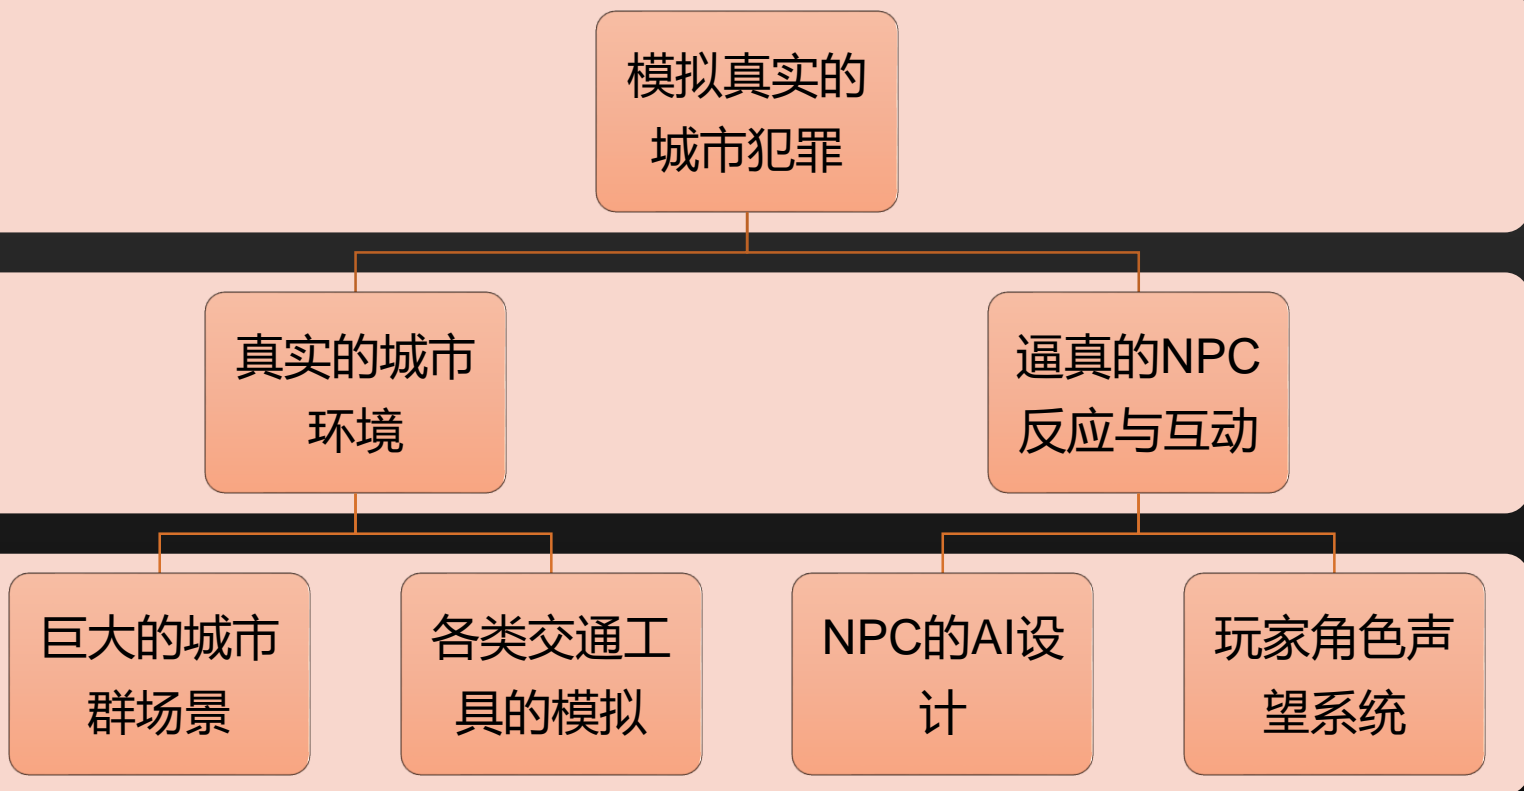 模拟真实的
城市犯罪
真实的城市
环境
逼真的NPC
反应与互动
巨大的城市
群场景
各类交通工
具的模拟
NPC的AI设
计
玩家角色声
望系统